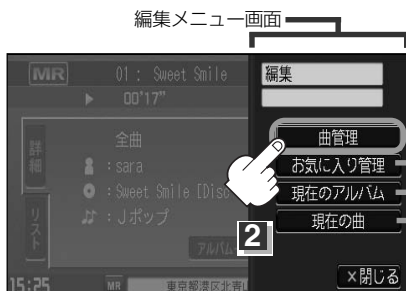 編集メニュー画面
MR 01 : Sweet Smile
00'17"
全曲
: sara
: Sweet Smile [Dis
: Jポップ
詳細
リスト
アルバム
15:25 MR 東京都港区北青山
編集
曲管理
お気に入り管理
現在のアルバム
現在の曲
2
×閉じる